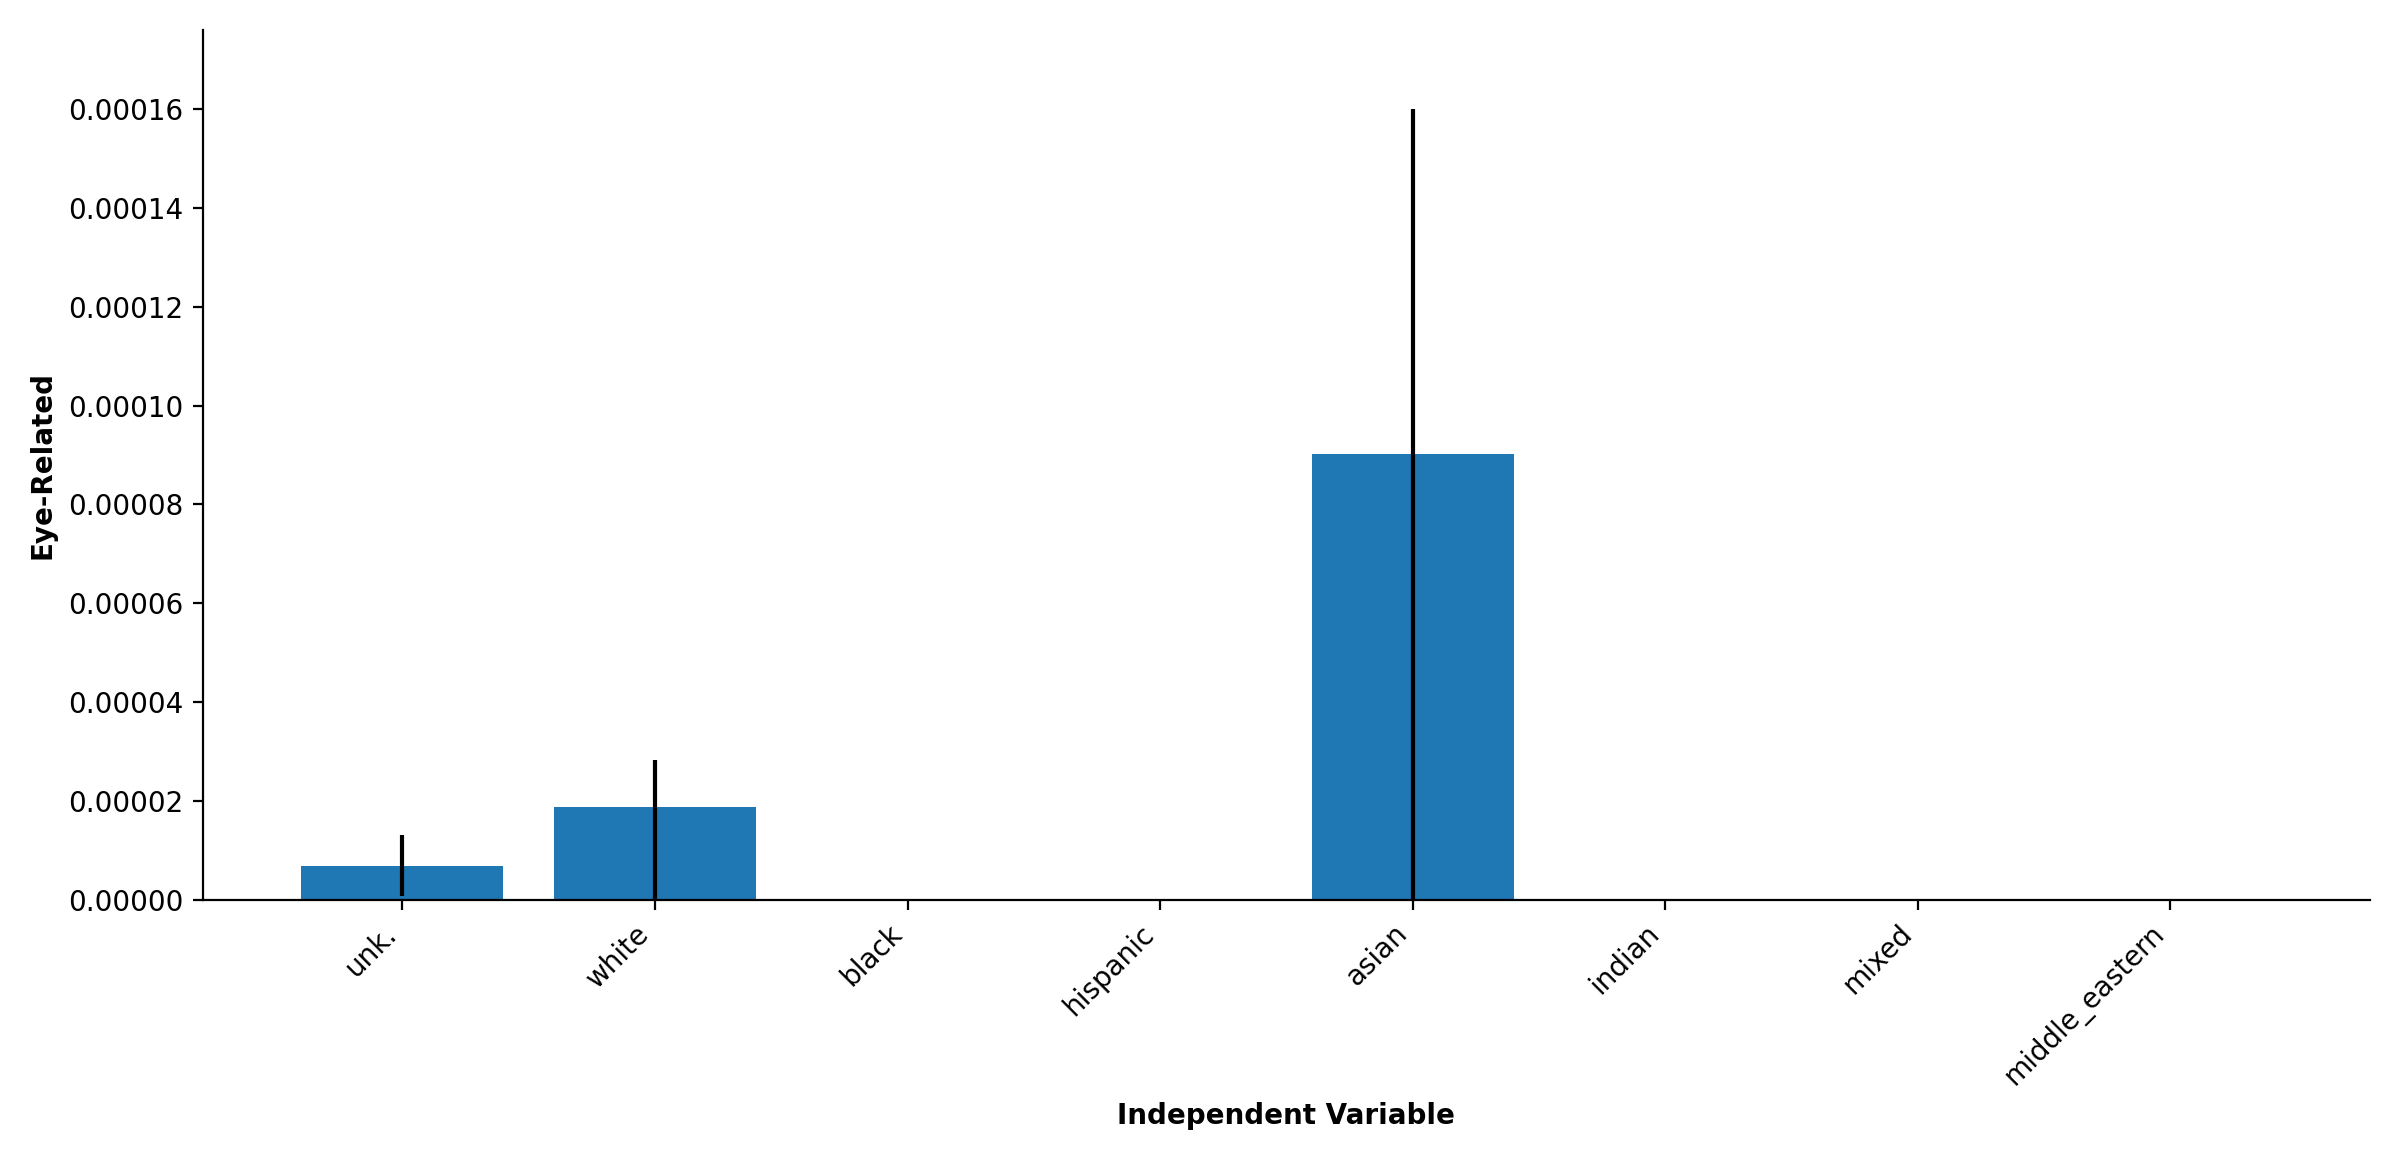 Eye-Related
0.00016
0.00014
0.00012
0.00010
0.00008
0.00006
0.00004
0.00002
0.00000
unk.
white
black
hispanic
asian
indian
mixed
middle_eastern
Independent Variable